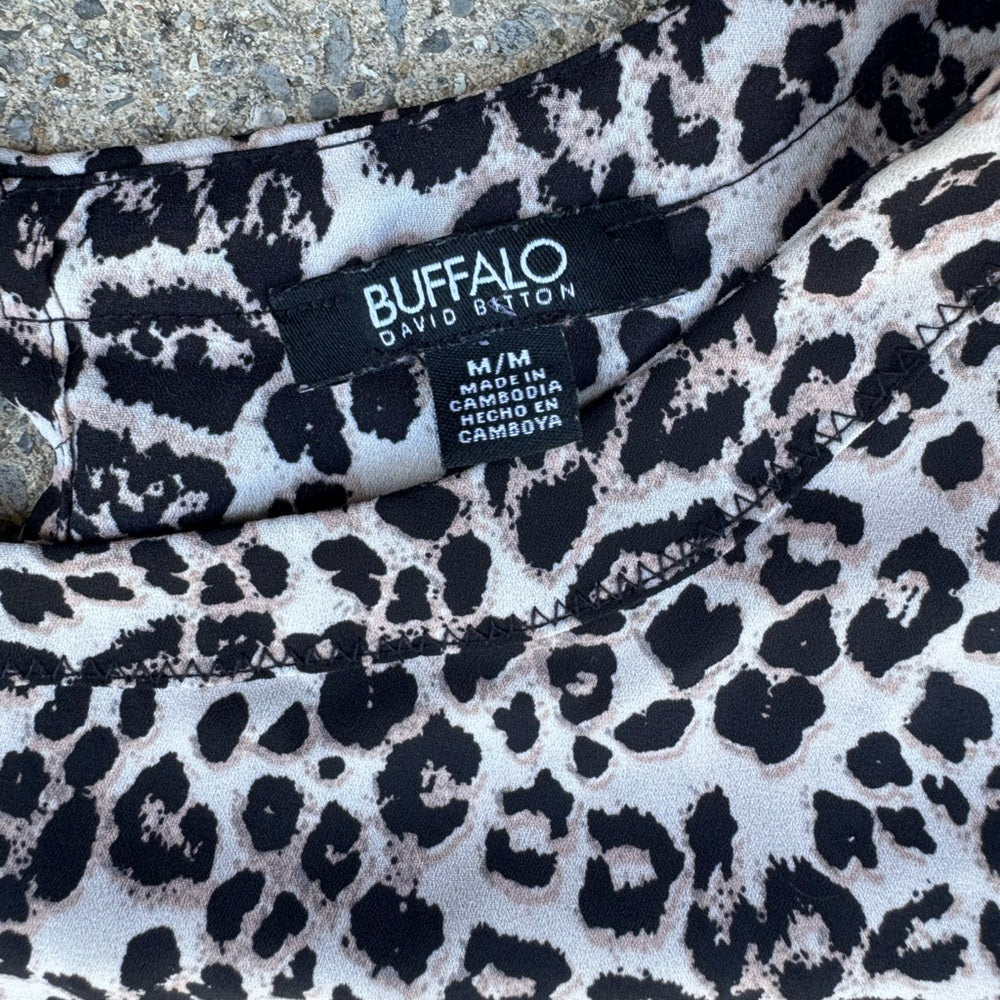 BUFFALO
DAVID BITTON
M/M
MADE IN
CAMBODIA
HECHO EN
CAMBOYA